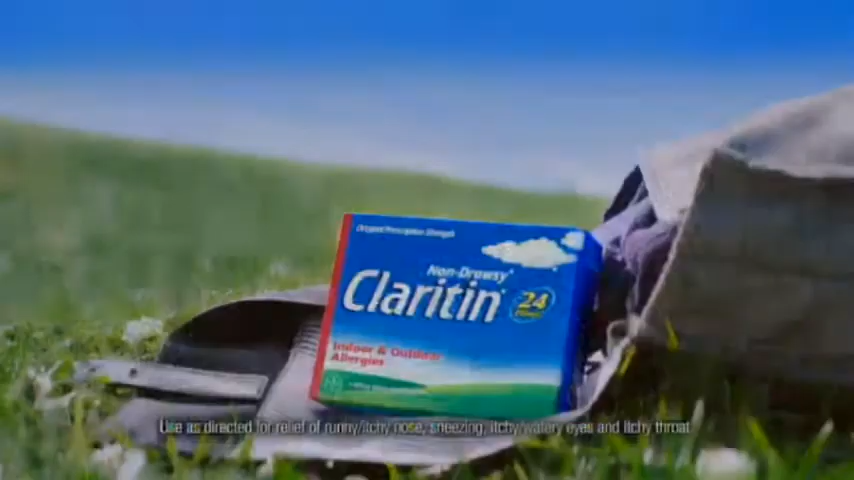 Original Prescription Strength
Non-Drowsy*
Claritin
24
Indoor & Outdoor
Allergies
Use as directed for relief of runny/itchy nose, sneezing, itchy/watery eyes and itchy throat